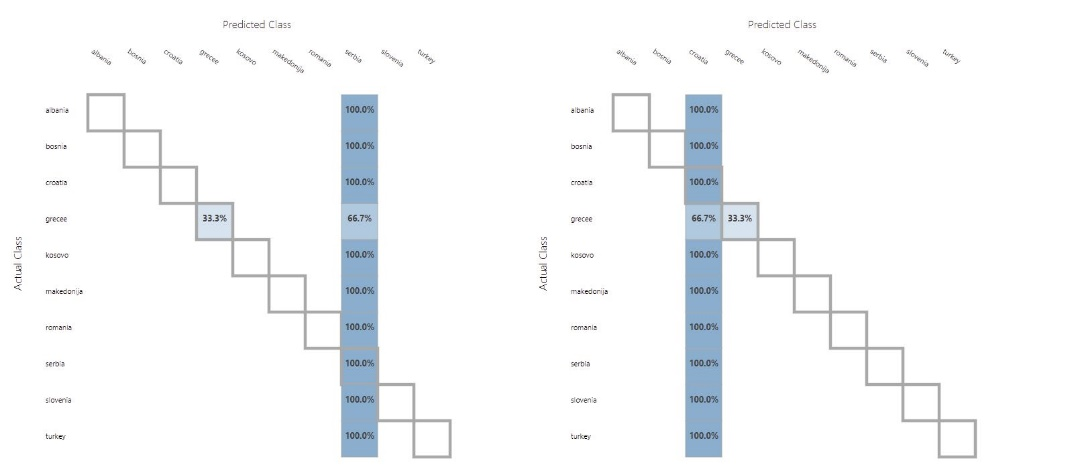 Predicted Class
albania bosnia croatia grecee kosovo makedonija romania serbia slovenia turkey
Actual Class
albania 100.0%
bosnia 100.0%
croatia 100.0%
grecee 33.3% 66.7%
kosovo 100.0%
makedonija 100.0%
romania 100.0%
serbia 100.0%
slovenia 100.0%
turkey 100.0%
Predicted Class
albania bosnia croatia grecee kosovo makedonija romania serbia slovenia turkey
Actual Class
albania 100.0%
bosnia 100.0%
croatia 100.0%
grecee 66.7% 33.3%
kosovo 100.0%
makedonija 100.0%
romania 100.0%
serbia 100.0%
slovenia 100.0%
turkey 100.0%